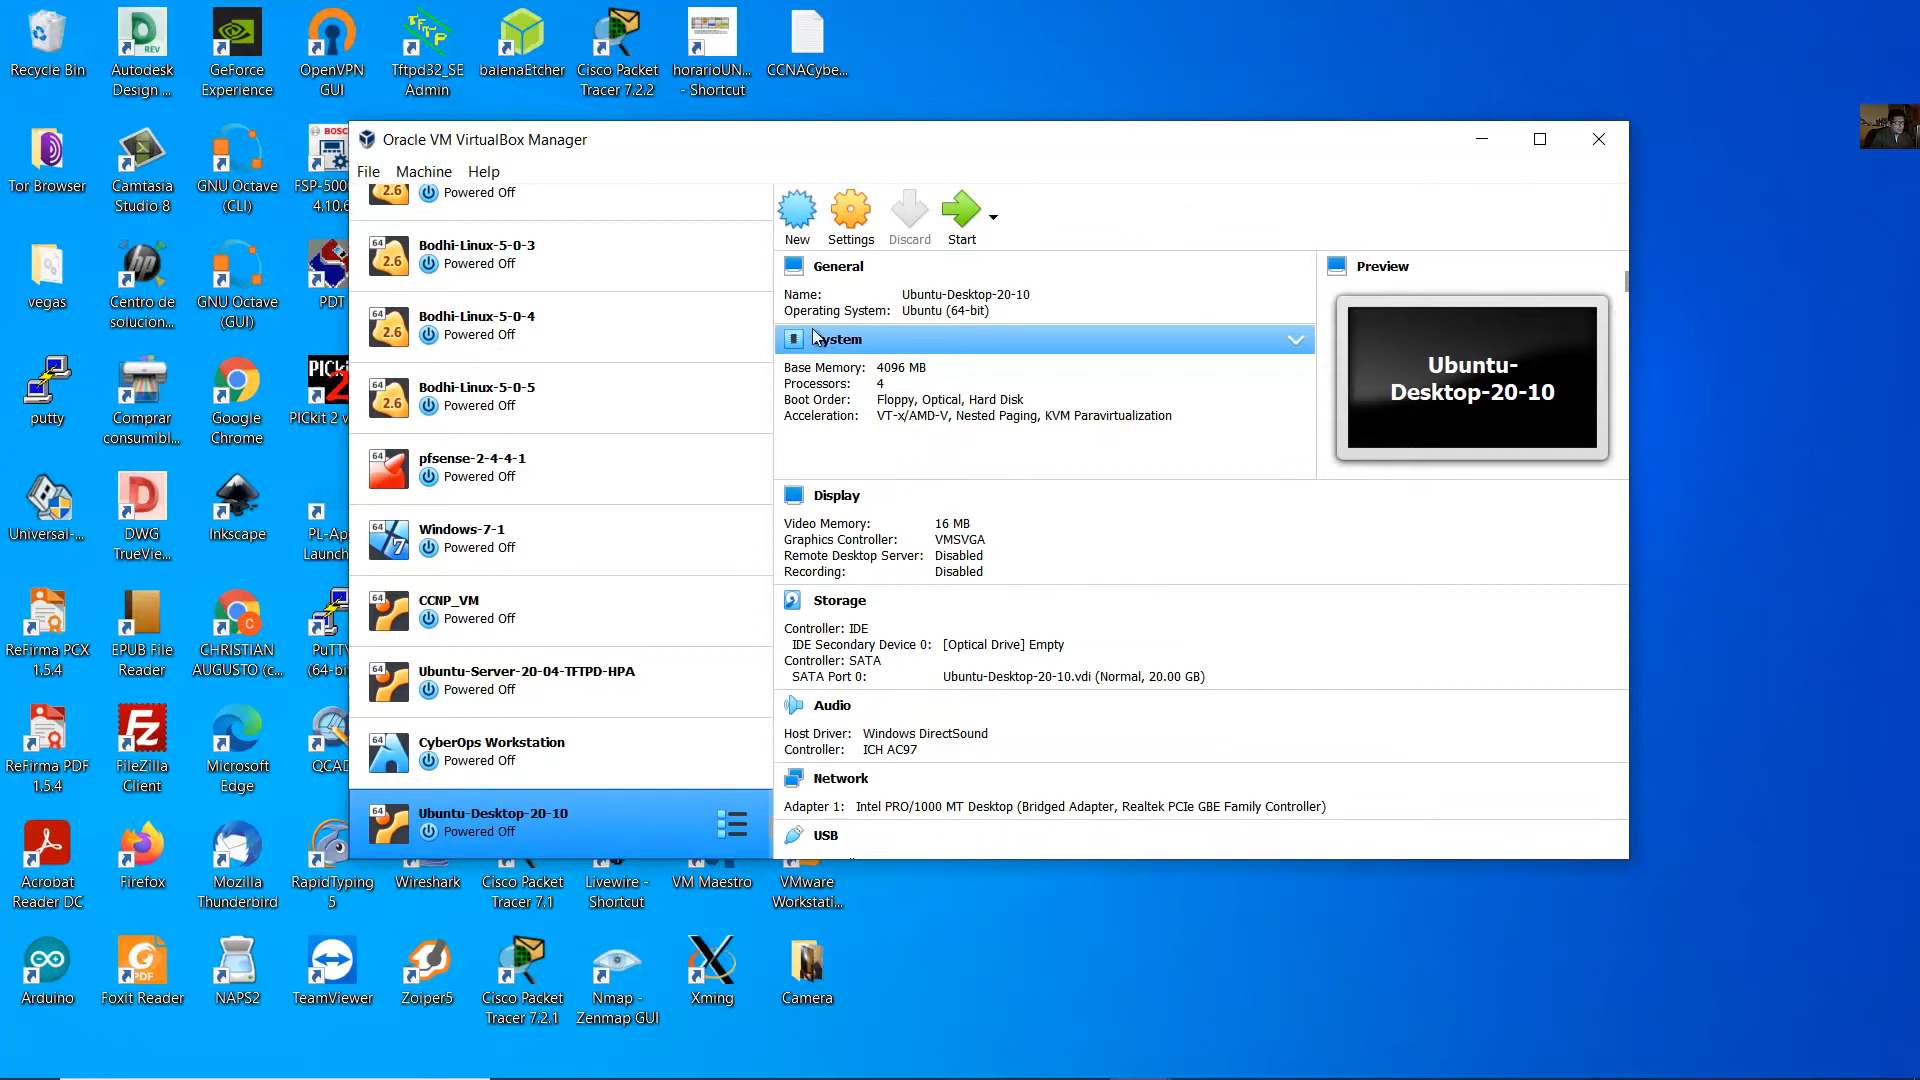 Recycle Bin
Autodesk
Design ...
GeForce
Experience
OpenVPN
GUI
Tftpd32_SE
Admin
balenaEtcher
Cisco Packet
Tracer 7.2.2
horarioUN...
- Shortcut
CCNACybe...
Tor Browser
Camtasia
Studio 8
GNU Octave
(CLI)
BOSC
FSP-500
4.10.6
vegas
Centro de
solucion...
GNU Octave
(GUI)
PDT
putty
Comprar
consumibl...
Google
Chrome
PICkit 2 v
Universal-...
DWG
TrueVie...
Inkscape
PL-Ap
Launch
ReFirma PCX
1.5.4
EPUB File
Reader
CHRISTIAN
AUGUSTO (c...
PuTTY
(64-bit
ReFirma PDF
1.5.4
FileZilla
Client
Microsoft
Edge
QCAD
Acrobat
Reader DC
Firefox
Mozilla
Thunderbird
RapidTyping
5
Wireshark
Cisco Packet
Tracer 7.1
Livewire -
Shortcut
VM Maestro
VMware
Workstati...
Arduino
Foxit Reader
NAPS2
TeamViewer
Zoiper5
Cisco Packet
Tracer 7.2.1
Nmap -
Zenmap GUI
Xming
Camera
Oracle VM VirtualBox Manager
File Machine Help
2.6 Powered Off
64 2.6 Bodhi-Linux-5-0-3
Powered Off
64 2.6 Bodhi-Linux-5-0-4
Powered Off
64 2.6 Bodhi-Linux-5-0-5
Powered Off
64 pfsense-2-4-4-1
Powered Off
64 7 Windows-7-1
Powered Off
64 CCNP_VM
Powered Off
64 Ubuntu-Server-20-04-TFTPD-HPA
Powered Off
64 CyberOps Workstation
Powered Off
64 Ubuntu-Desktop-20-10
Powered Off
New Settings Discard Start
General
Name: Ubuntu-Desktop-20-10
Operating System: Ubuntu (64-bit)
System
Base Memory: 4096 MB
Processors: 4
Boot Order: Floppy, Optical, Hard Disk
Acceleration: VT-x/AMD-V, Nested Paging, KVM Paravirtualization
Preview
Ubuntu-
Desktop-20-10
Display
Video Memory: 16 MB
Graphics Controller: VMSVGA
Remote Desktop Server: Disabled
Recording: Disabled
Storage
Controller: IDE
IDE Secondary Device 0: [Optical Drive] Empty
Controller: SATA
SATA Port 0: Ubuntu-Desktop-20-10.vdi (Normal, 20.00 GB)
Audio
Host Driver: Windows DirectSound
Controller: ICH AC97
Network
Adapter 1: Intel PRO/1000 MT Desktop (Bridged Adapter, Realtek PCIe GBE Family Controller)
USB